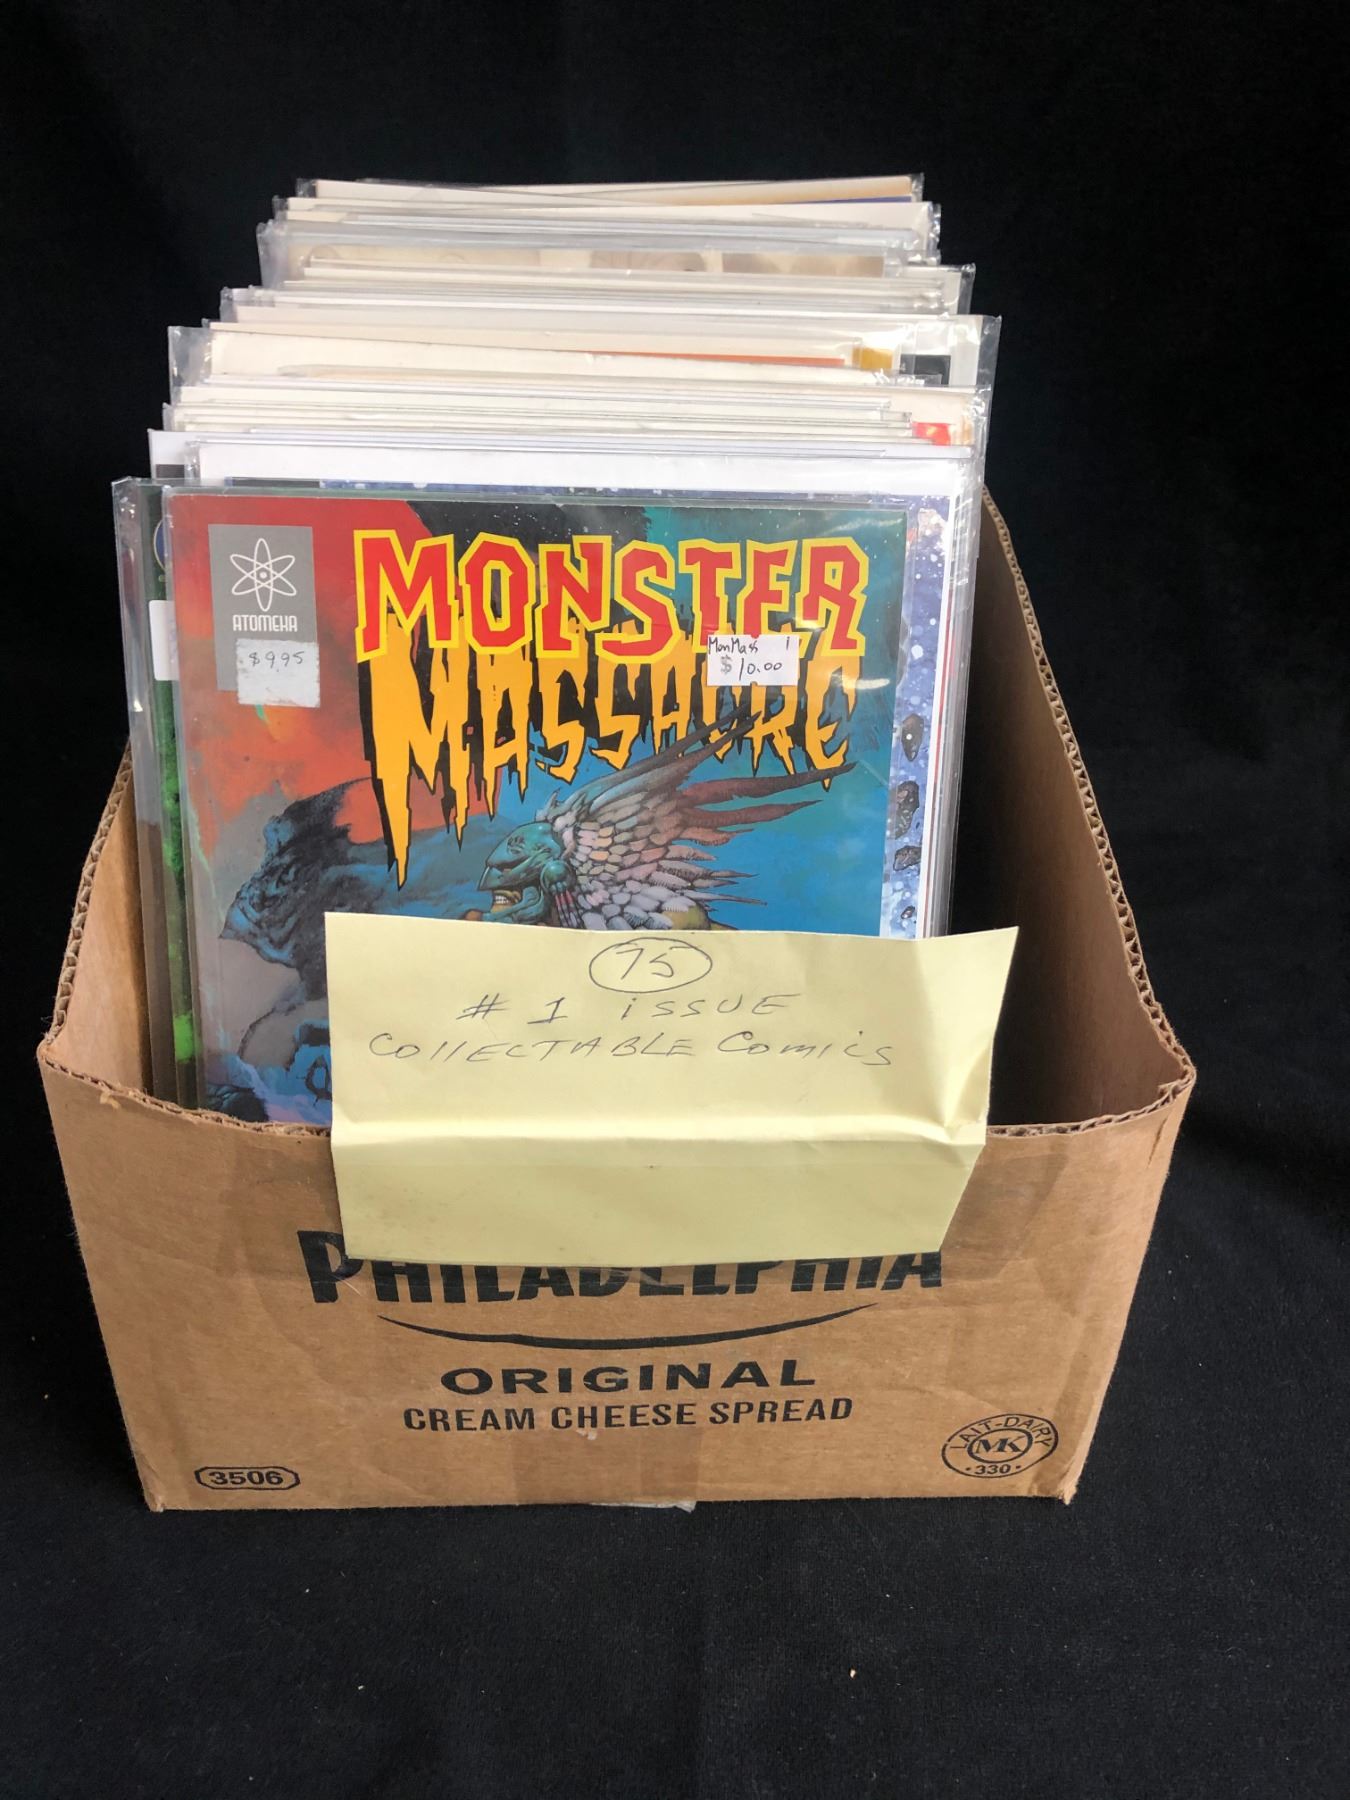 MONSTER
MASSACRE
ATOMEKA
$9.95
MonMass 1
$10.00
75
# 1 iSSUE
COllECTABLE ComicS
PHILADELPHIA
ORIGINAL
CREAM CHEESE SPREAD
LAIT-DAIRY
MK
•330•
3506